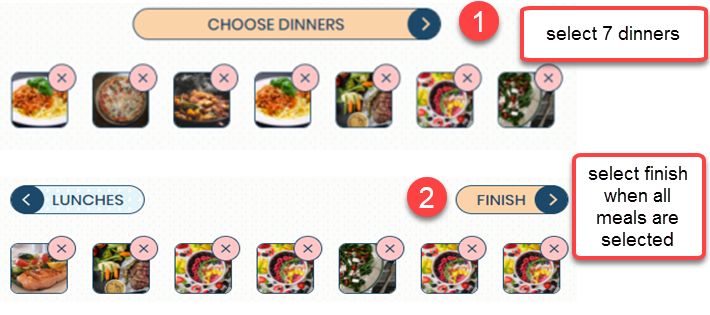 CHOOSE DINNERS
1
select 7 dinners
LUNCHES
2
FINISH
select finish
when all
meals are
selected